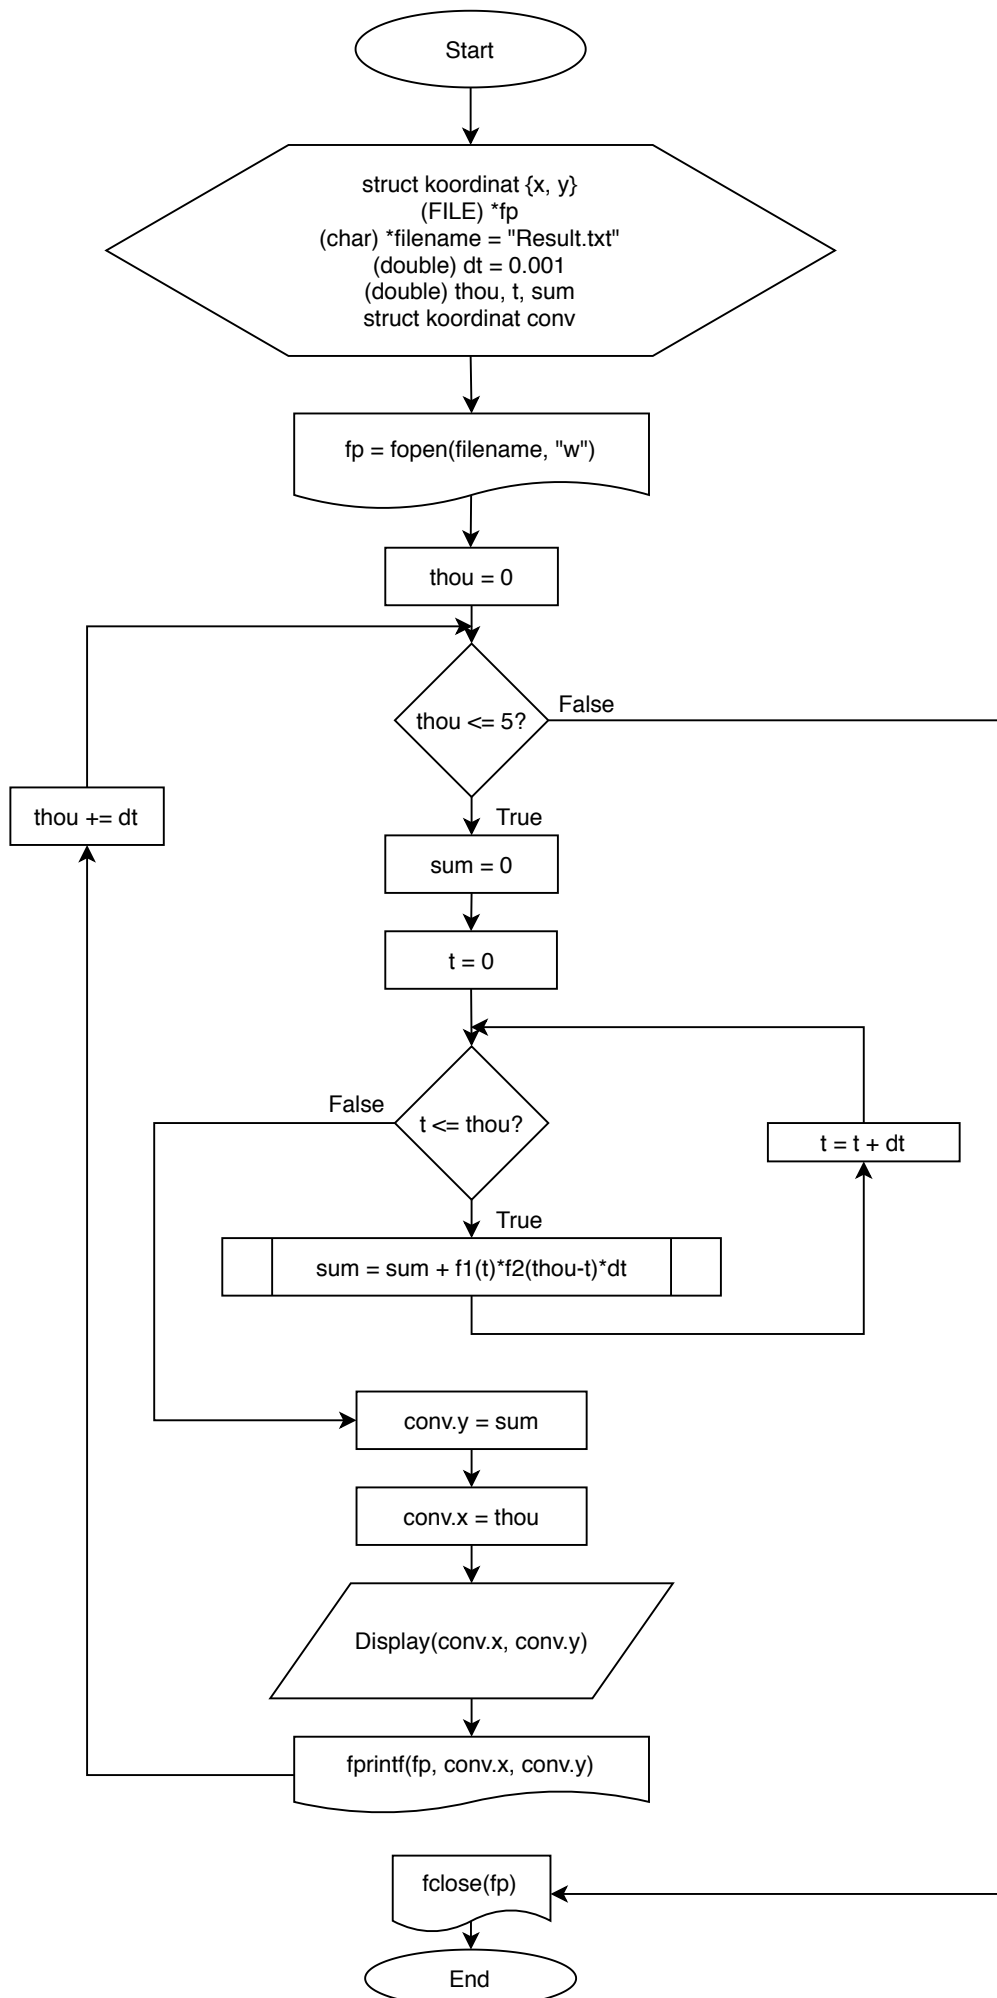 Start
struct koordinat {x, y}
(FILE) *fp
(char) *filename = "Result.txt"
(double) dt = 0.001
(double) thou, t, sum
struct koordinat conv
fp = fopen(filename, "w")
thou = 0
thou <= 5?
False
True
thou += dt
sum = 0
t = 0
t <= thou?
False
True
t = t + dt
sum = sum + f1(t)*f2(thou-t)*dt
conv.y = sum
conv.x = thou
Display(conv.x, conv.y)
fprintf(fp, conv.x, conv.y)
fclose(fp)
End